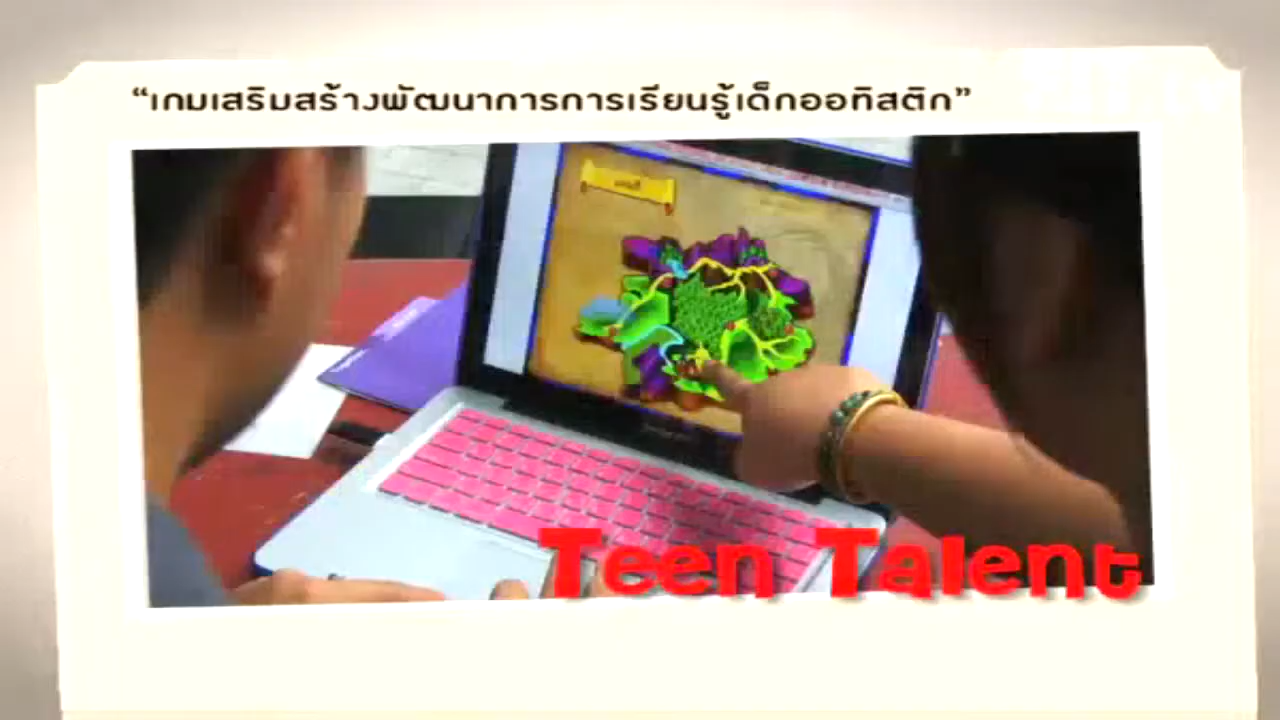 “เกมเสริมสร้างพัฒนาการการเรียนรู้เด็กออทิสติก”
Teen Talent